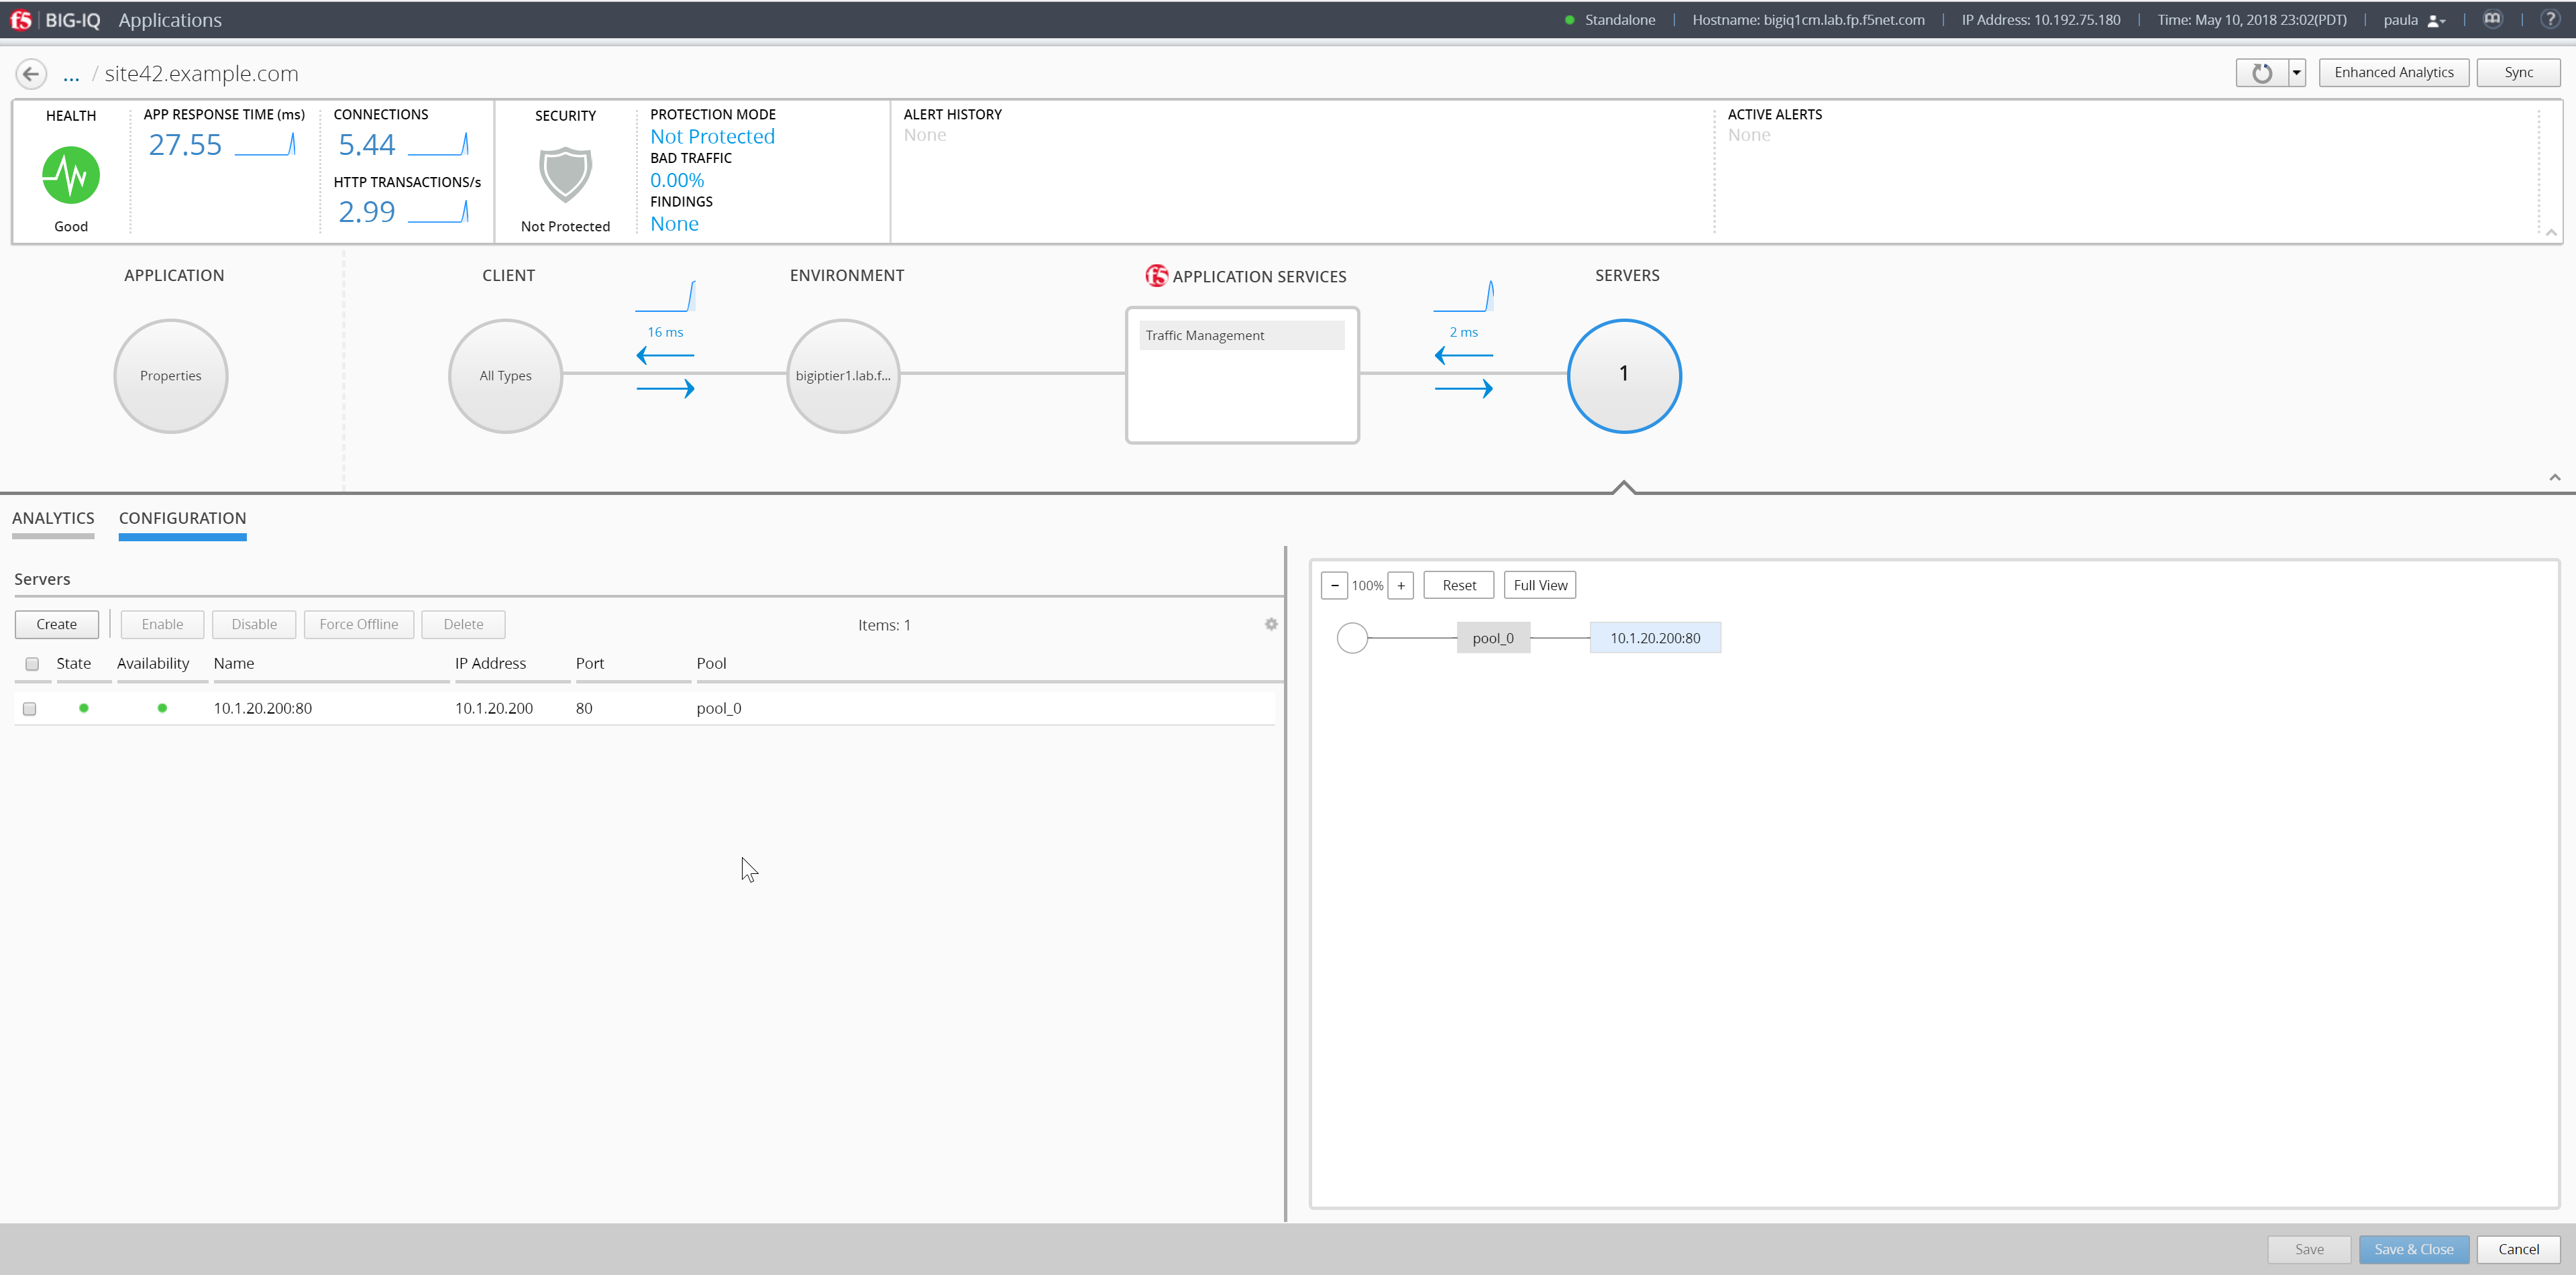 f5 BIG-IQ Applications
Standalone | Hostname: bigiq1cm.lab.fp.f5net.com | IP Address: 10.192.75.180 | Time: May 10, 2018 23:02(PDT) | paula
?
... / site42.example.com
Enhanced Analytics
Sync
HEALTH
Good
APP RESPONSE TIME (ms)
27.55
CONNECTIONS
5.44
HTTP TRANSACTIONS/s
2.99
SECURITY
Not Protected
PROTECTION MODE
Not Protected
BAD TRAFFIC
0.00%
FINDINGS
None
ALERT HISTORY
None
ACTIVE ALERTS
None
APPLICATION
Properties
CLIENT
All Types
16 ms
ENVIRONMENT
bigiptier1.lab.f...
f5 APPLICATION SERVICES
Traffic Management
2 ms
SERVERS
1
ANALYTICS CONFIGURATION
Servers
Create Enable Disable Force Offline Delete Items: 1
State Availability Name IP Address Port Pool
10.1.20.200:80 10.1.20.200 80 pool_0
- 100% + Reset Full View
pool_0 10.1.20.200:80
Save Save & Close Cancel